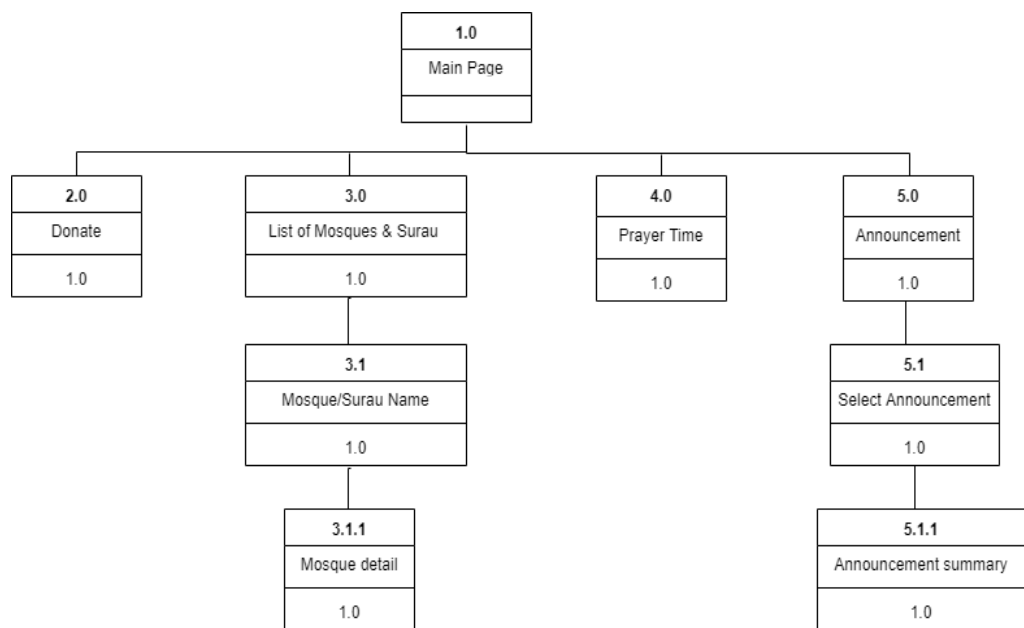 1.0
Main Page
2.0
Donate
1.0
3.0
List of Mosques & Surau
1.0
4.0
Prayer Time
1.0
5.0
Announcement
1.0
3.1
Mosque/Surau Name
1.0
5.1
Select Announcement
1.0
3.1.1
Mosque detail
1.0
5.1.1
Announcement summary
1.0